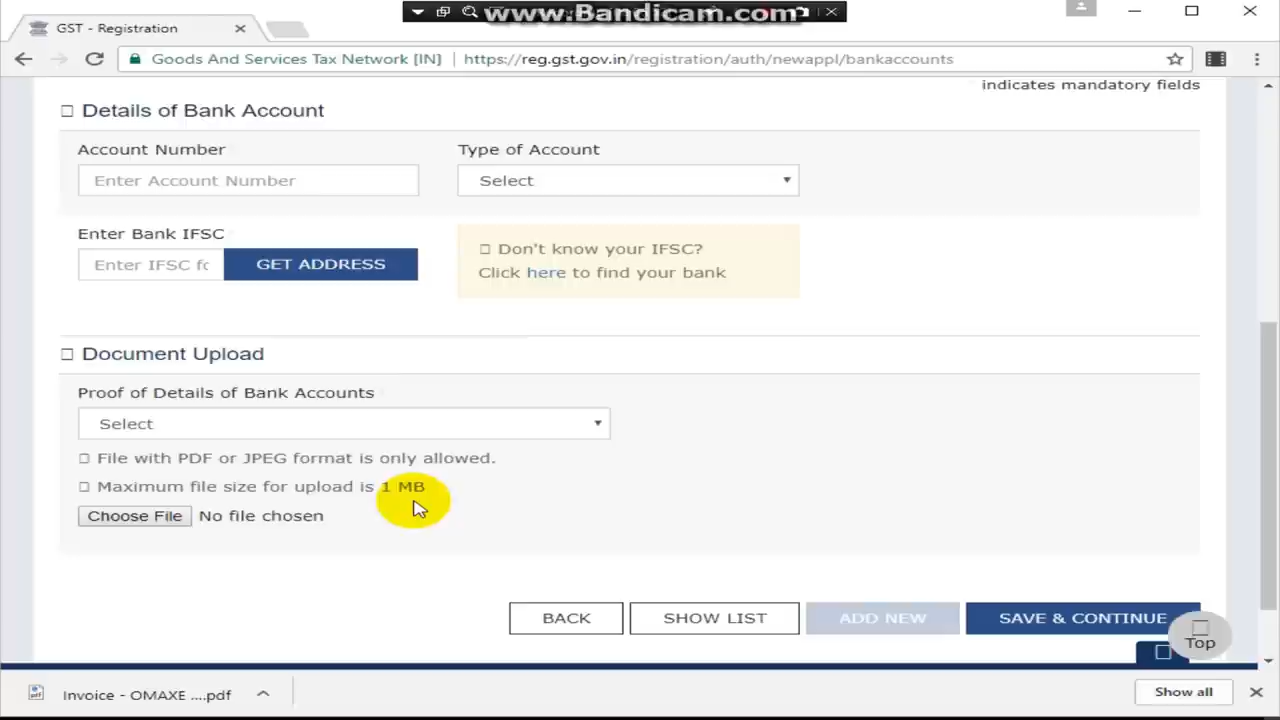 www.Bandicam.com
GST - Registration
Goods And Services Tax Network [IN] https://reg.gst.gov.in/registration/auth/newappl/bankaccounts
indicates mandatory fields
Details of Bank Account
Account Number Type of Account
Enter Account Number Select
Enter Bank IFSC
Enter IFSC fo GET ADDRESS
Don't know your IFSC?
Click here to find your bank
Document Upload
Proof of Details of Bank Accounts
Select
File with PDF or JPEG format is only allowed.
Maximum file size for upload is 1 MB
Choose File No file chosen
BACK SHOW LIST ADD NEW SAVE & CONTINUE
Top
Invoice - OMAXE ....pdf Show all